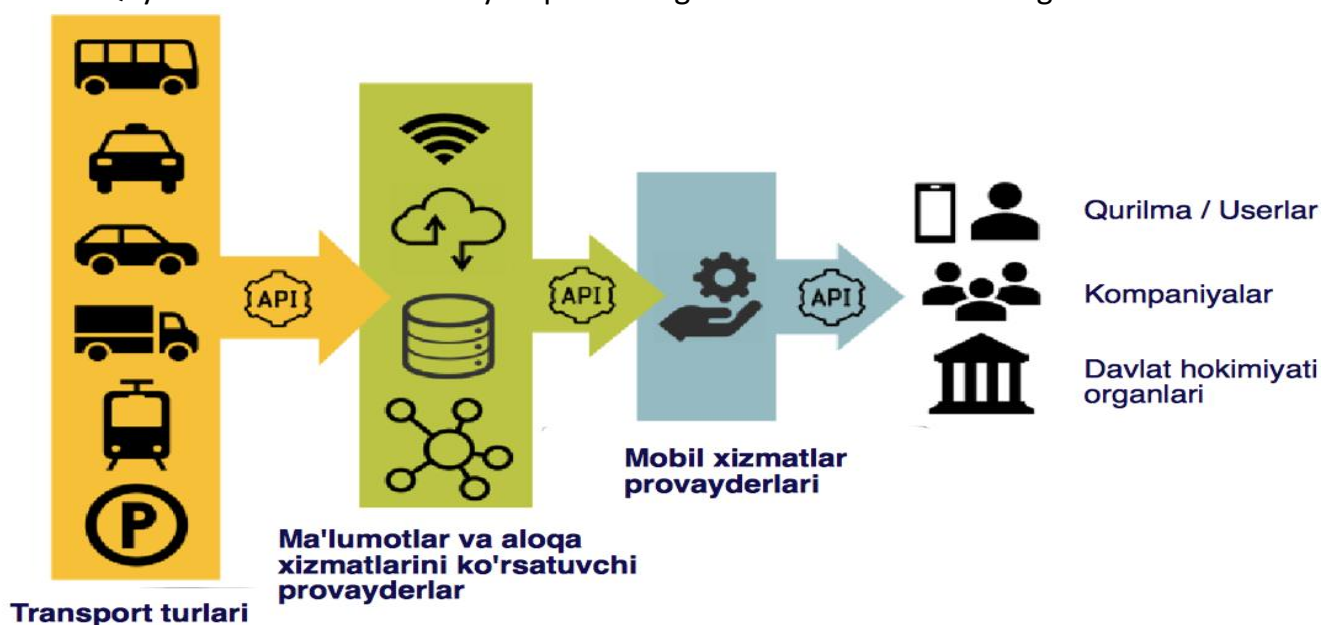 API
API
API
P
Qurilma / Userlar
Kompaniyalar
Davlat hokimiyati
organlari
Mobil xizmatlar
provayderlari
Ma'lumotlar va aloqa
xizmatlarini ko'rsatuvchi
provayderlar
Transport turlari